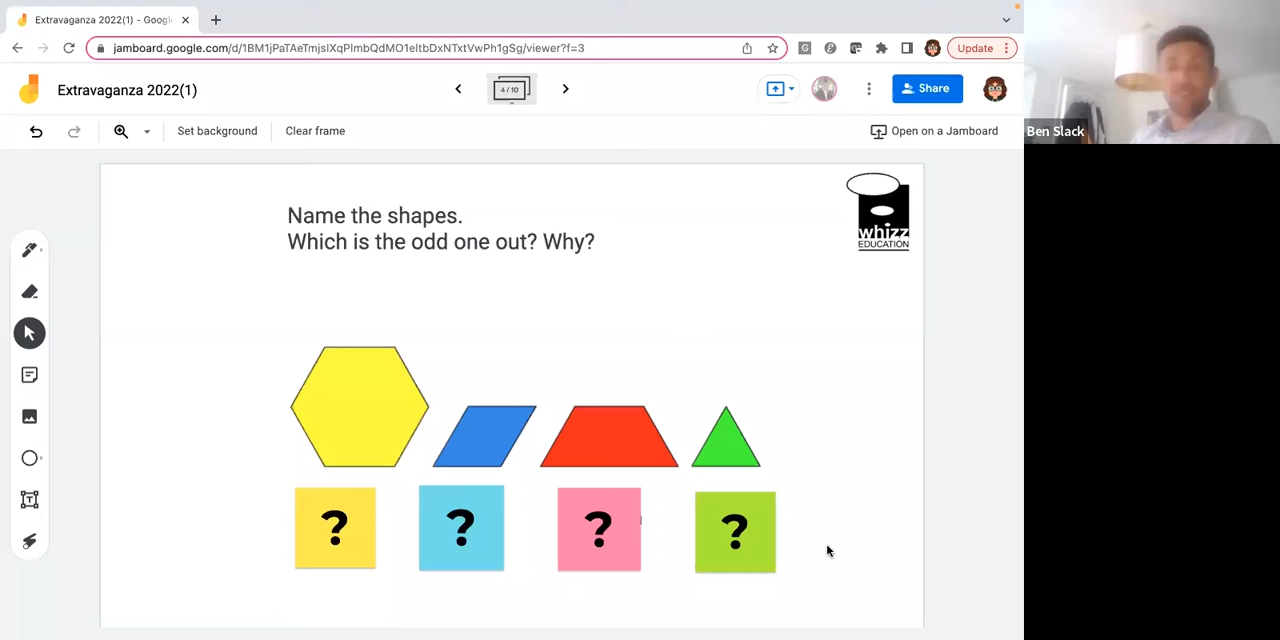 Extravaganza 2022(1) - Googl
jamboard.google.com/d/1BM1jPaTAeTmjsIXqPlmbQdMO1eltbDxNTxtVwPh1gSg/viewer?f=3
Update
Extravaganza 2022(1)
4 / 10
Share
Set background
Clear frame
Open on a Jamboard
Ben Slack
Name the shapes.
Which is the odd one out? Why?
whizz
EDUCATION
? ? ? ?